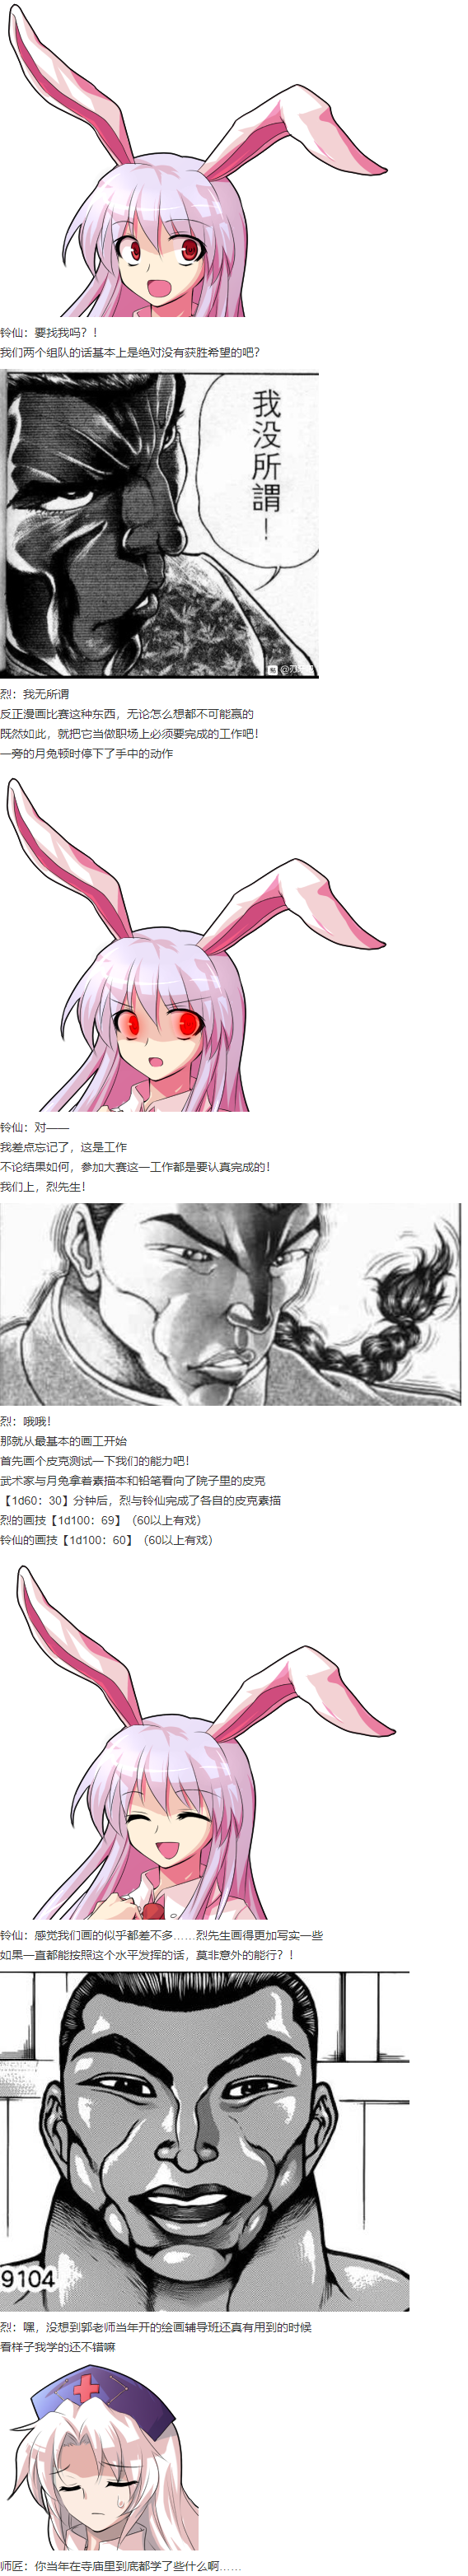 铃仙：要找我吗？！
我们两个组队的话基本上是绝对没有获胜希望的吧？
我没所謂！
烈：我无所谓
反正漫画比赛这种东西，无论怎么想都不可能赢的
既然如此，就把它当做职场上必须要完成的工作吧！
一旁的月兔顿时停下了手中的动作
铃仙：对——
我差点忘记了，这是工作
不论结果如何，参加大赛这一工作都是要认真完成的！
我们上，烈先生！
烈：哦哦！
那就从最基本的画工开始
首先画个皮克测试一下我们的能力吧！
武术家与月兔拿着素描本和铅笔看向了院子里的皮克
【1d60：30】分钟后，烈与铃仙完成了各自的皮克素描
烈的画技【1d100：69】（60以上有戏）
铃仙的画技【1d100：60】（60以上有戏）
铃仙：感觉我们画的似乎都差不多……烈先生画得更加写实一些
如果一直都能按照这个水平发挥的话，莫非意外的能行？！
9104
烈：嘿，没想到郭老师当年开的绘画辅导班还真有用到的时候
看样子我学的还不错嘛
师匠：你当年在寺庙里到底都学了些什么啊……